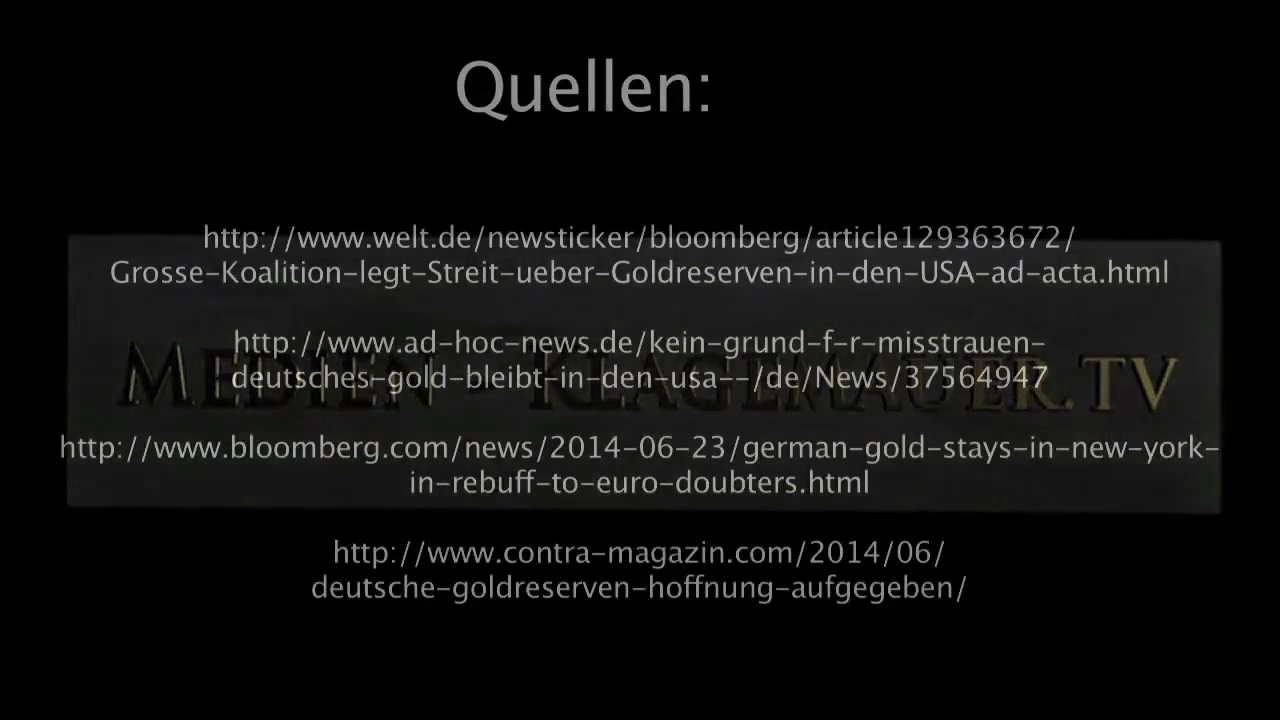 Quellen:
http://www.welt.de/newsticker/bloomberg/article129363672/
Grosse-Koalition-legt-Streit-ueber-Goldreserven-in-den-USA-ad-acta.html
http://www.ad-hoc-news.de/kein-grund-f-r-misstrauen-
deutsches-gold-bleibt-in-den-usa--/de/News/37564947
MEDIEN - KLAGEMAUER.TV
http://www.bloomberg.com/news/2014-06-23/german-gold-stays-in-new-york-
in-rebuff-to-euro-doubters.html
http://www.contra-magazin.com/2014/06/
deutsche-goldreserven-hoffnung-aufgegeben/